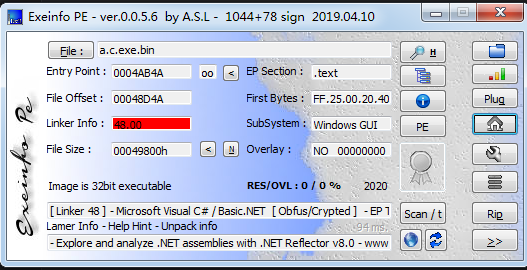 Exeinfo PE - ver.0.0.5.6 by A.S.L - 1044+78 sign 2019.04.10
File : a.c.exe.bin H
Entry Point : 0004AB4A oo < EP Section : .text
File Offset : 00048D4A First Bytes : FF.25.00.20.40 Plug
Linker Info : 48.00 SubSystem : Windows GUI PE
File Size : 00049800h < N Overlay : NO 00000000
Image is 32bit executable RES/OVL : 0 / 0 % 2020
[ Linker 48 ] - Microsoft Visual C# / Basic.NET [ Obfus/Crypted ] - EP T Scan / t Rip
Lamer Info - Help Hint - Unpack info 94 ms.
- Explore and analyze .NET assemblies with .NET Reflector v8.0 - www >>
Exeinfo Pe